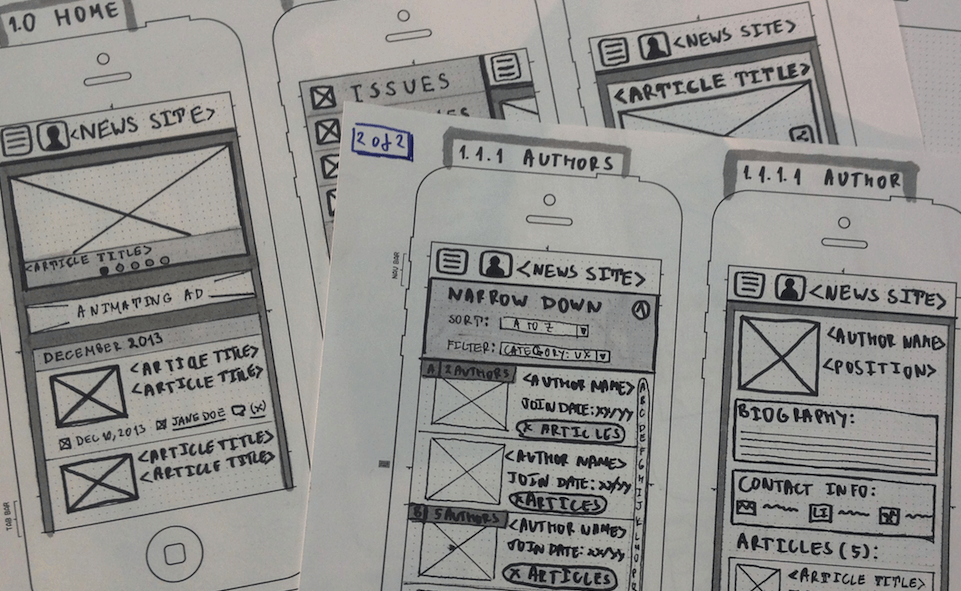 1.0 HOME
<NEWS SITE>
<ARTICLE TITLE>
ANIMATING AD
DECEMBER 2013
<ARTICLE TITLE>
<ARTICLE TITLE>
DEC 10, 2013 JANE DOE (X)
<ARTICLE TITLES>
<ARTICLE TITLE>
TAB BAR
ISSUES
<NEWS SITE>
<ARTICLE TITLE>
2 of 2
1.1.1 AUTHORS
NAV BAR
<NEWS SITE>
NARROW DOWN
SORT: A TO Z
FILTER: CATEGORY: UX
A 2 AUTHORS
<AUTHOR NAME>
JOIN DATE: XX/YY
X ARTICLES
<AUTHOR NAME>
JOIN DATE: XX/YY
X ARTICLES
B 5 AUTHORS
<AUTHOR NAME>
JOIN DATE: XX/YY
X ARTICLES
A
B
C
D
E
F
G
H
I
J
K
L
M
O
P
1.1.1.1 AUTHOR
<NEWS SITE>
<AUTHOR NAME
<POSITION>
BIOGRAPHY:
CONTACT INFO:
LI
ARTICLES (5):
<ARTICLE TITLE>